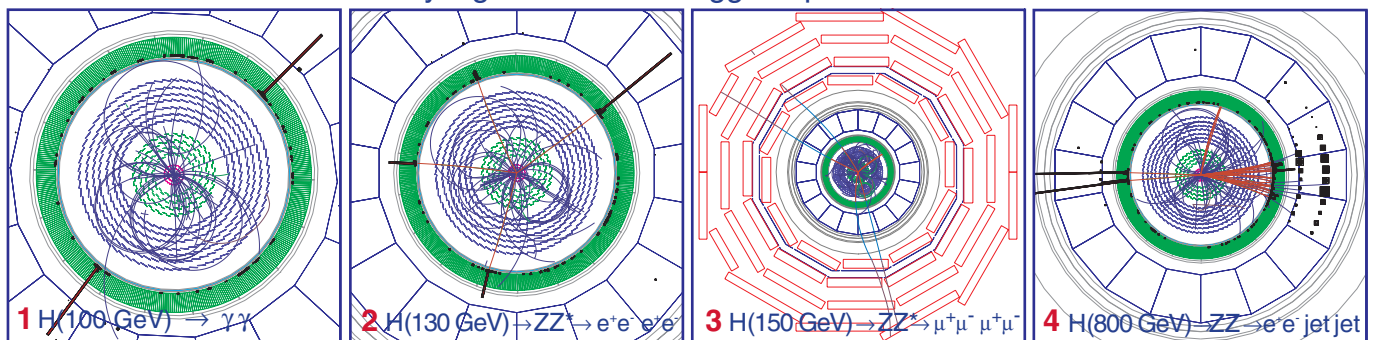 1 H(100 GeV) → γγ
2 H(130 GeV)→ZZ*→ e⁺e⁻ e⁺e⁻
3 H(150 GeV)→ZZ*→ μ⁺μ⁻ μ⁺μ⁻
4 H(800 GeV)→ZZ→e⁺e⁻ jet jet